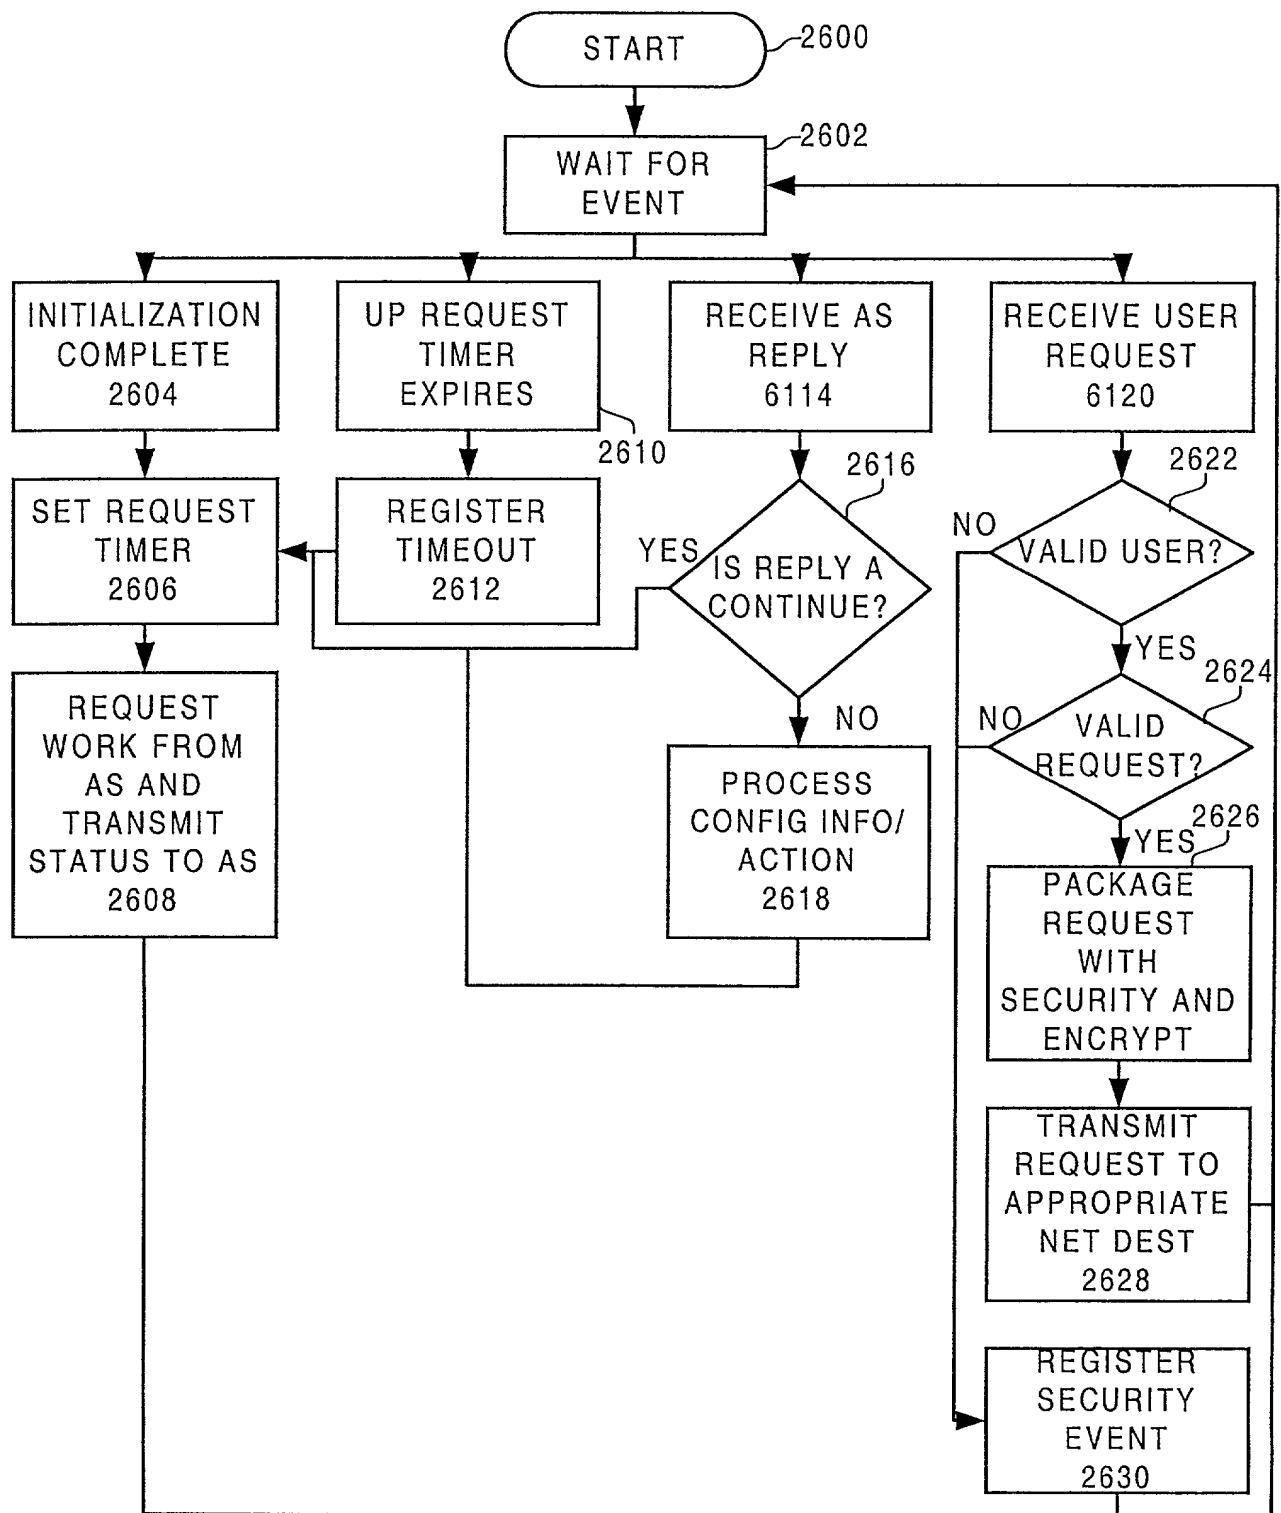 START
2600
2602
WAIT FOR
EVENT
INITIALIZATION
COMPLETE
2604
UP REQUEST
TIMER
EXPIRES
2610
RECEIVE AS
REPLY
6114
RECEIVE USER
REQUEST
6120
SET REQUEST
TIMER
2606
REGISTER
TIMEOUT
2612
2616
YES
IS REPLY A
CONTINUE?
NO
2622
NO
VALID USER?
YES
2624
NO
VALID
REQUEST?
YES
2626
REQUEST
WORK FROM
AS AND
TRANSMIT
STATUS TO AS
2608
PROCESS
CONFIG INFO/
ACTION
2618
PACKAGE
REQUEST
WITH
SECURITY AND
ENCRYPT
TRANSMIT
REQUEST TO
APPROPRIATE
NET DEST
2628
REGISTER
SECURITY
EVENT
2630